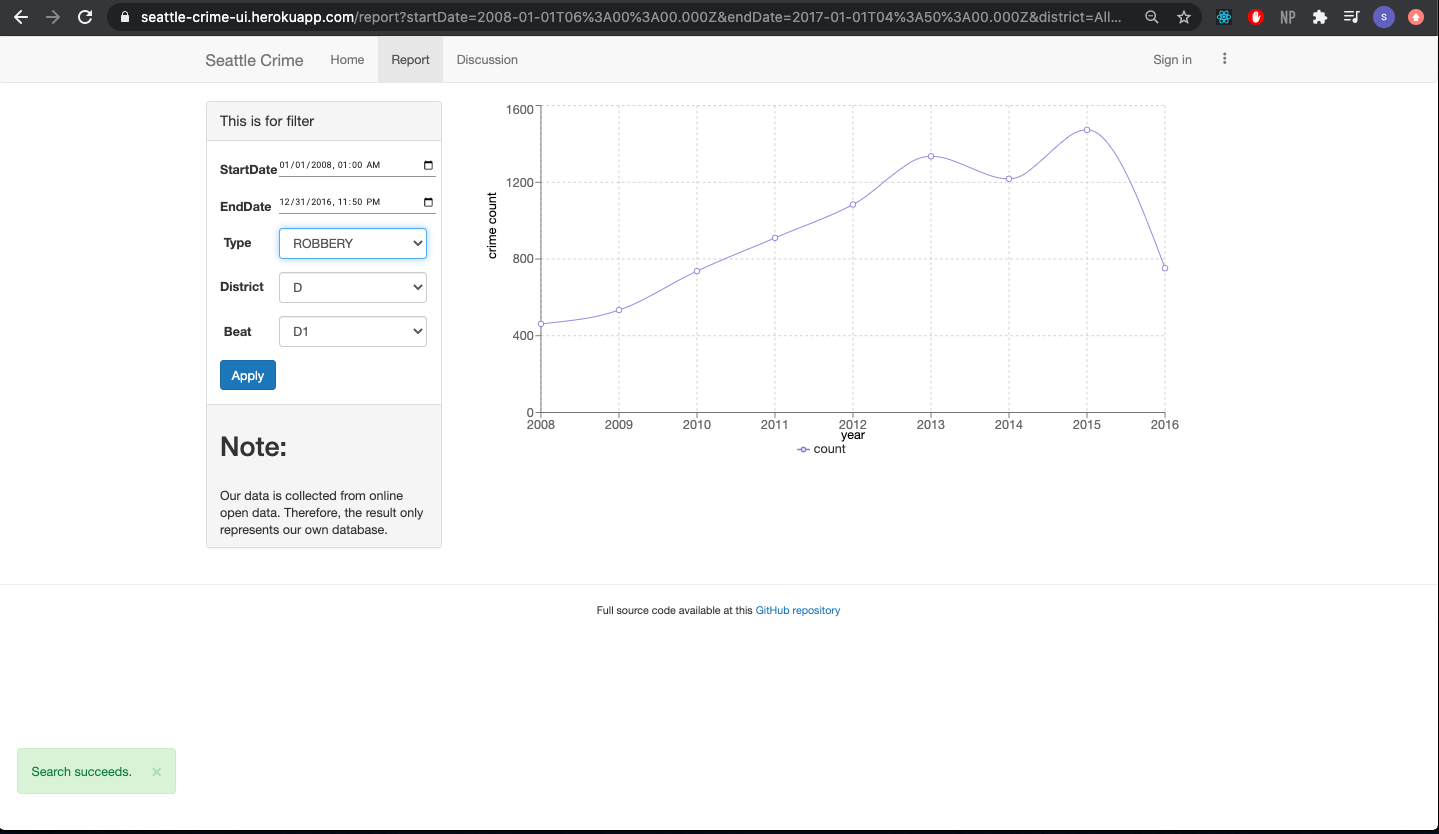 seattle-crime-ui.herokuapp.com/report?startDate=2008-01-01T06%3A00%3A00.000Z&endDate=2017-01-01T04%3A50%3A00.000Z&district=All...
NP
S
Seattle Crime
Home
Report
Discussion
Sign in
This is for filter
StartDate 01/01/2008, 01:00 AM
EndDate 12/31/2016, 11:50 PM
Type ROBBERY
District D
Beat D1
Apply
Note:
Our data is collected from online
open data. Therefore, the result only
represents our own database.
crime count
1600
1200
800
400
0
2008 2009 2010 2011 2012 2013 2014 2015 2016
year
count
Full source code available at this GitHub repository
Search succeeds. ×